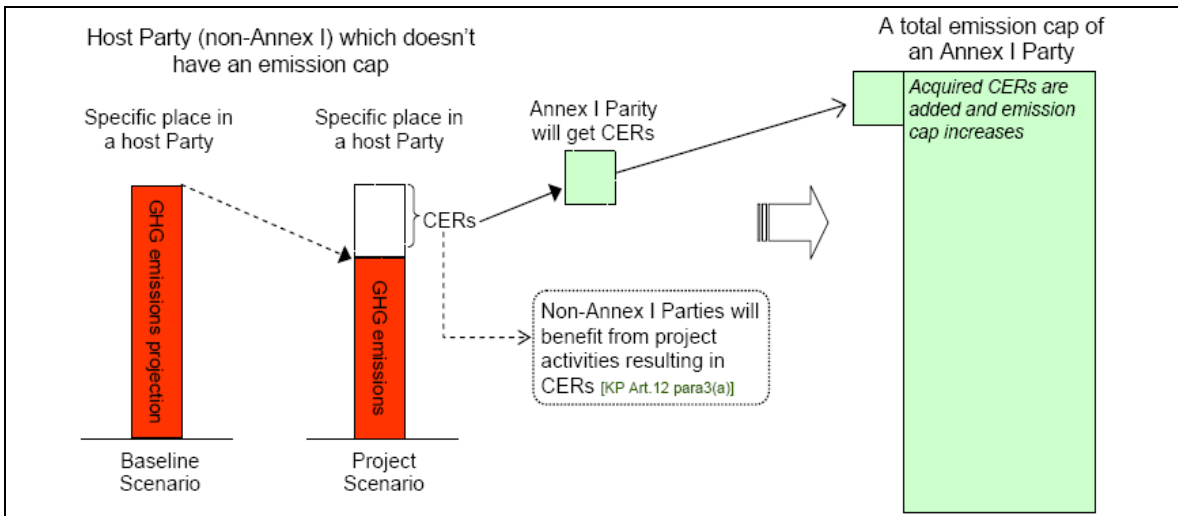 Host Party (non-Annex I) which doesn't
have an emission cap
A total emission cap of
an Annex I Party
Specific place in
a host Party
Specific place in
a host Party
Annex I Parity
will get CERs
Acquired CERs are
added and emission
cap increases
GHG emissions projection
GHG emissions
CERs
Non-Annex I Parties will
benefit from project
activities resulting in
CERs [KP Art.12 para3(a)]
Baseline
Scenario
Project
Scenario